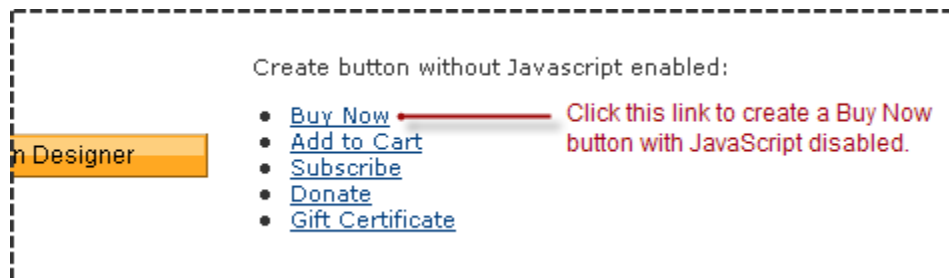 Create button without Javascript enabled:
Buy Now
Click this link to create a Buy Now
button with JavaScript disabled.
Add to Cart
n Designer
Subscribe
Donate
Gift Certificate